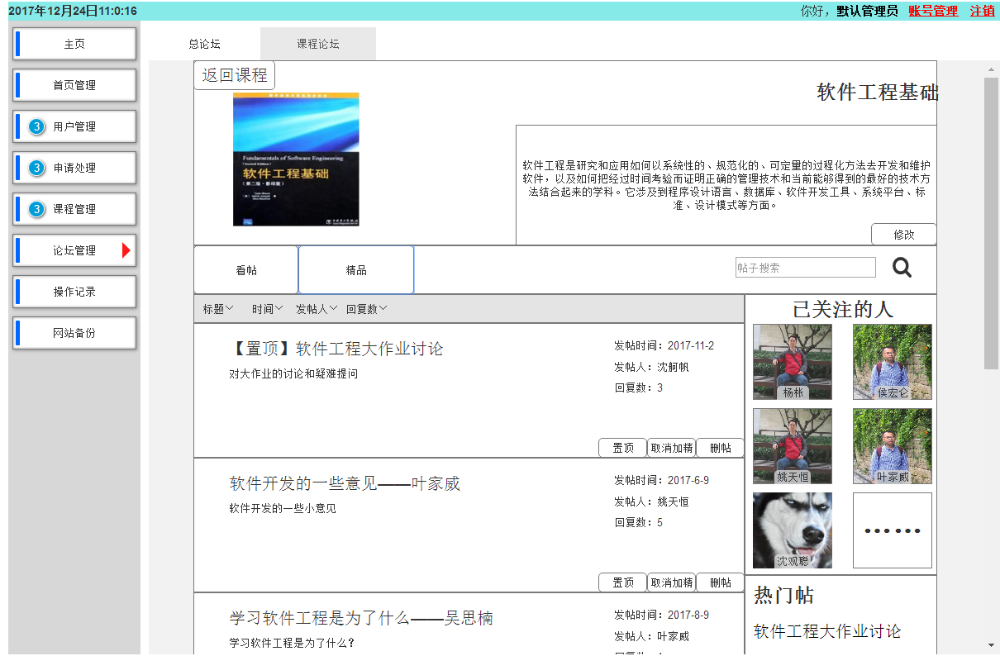 2017年12月24日11:0:16
你好，默认管理员 账号管理 注销
主页
首页管理
3 用户管理
3 申请处理
3 课程管理
论坛管理
操作记录
网站备份
总论坛 课程论坛
返回课程
软件工程基础
Fundamentals of Software Engineering
(Second Edition)
软件工程基础
（第二版·影印版）
软件工程是研究和应用如何以系统性的、规范化的、可定量的过程化方法去开发和维护
软件，以及如何把经过时间考验而证明正确的管理技术和当前能够得到的最好的技术方
法结合起来的学科。它涉及到程序设计语言、数据库、软件开发工具、系统平台、标
准、设计模式等方面。
修改
看帖 精品 帖子搜索
标题 时间 发帖人 回复数
【置顶】软件工程大作业讨论
对大作业的讨论和疑难提问
发帖时间：2017-11-2
发帖人：沈舸帆
回复数：3
置顶 取消加精 删帖
软件开发的一些意见——叶家威
软件开发的一些小意见
发帖时间：2017-6-9
发帖人：姚天恒
回复数：5
置顶 取消加精 删帖
学习软件工程是为了什么——吴思楠
学习软件工程是为了什么？
发帖时间：2017-8-9
发帖人：叶家威
已关注的人
杨枨 侯宏仑
姚天恒 叶家威
沈观聪 ······
热门帖
软件工程大作业讨论